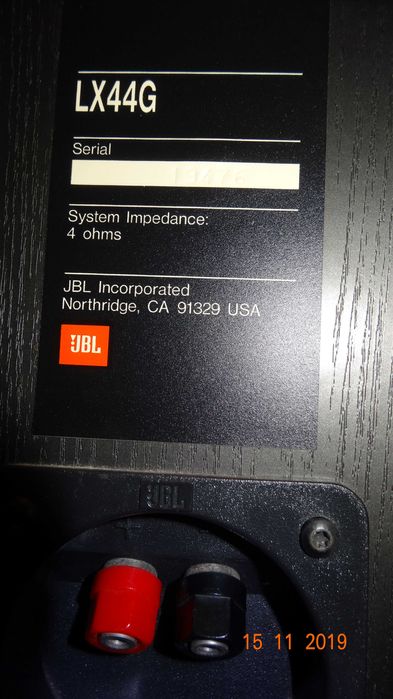 LX44G
Serial
System Impedance:
4 ohms
JBL Incorporated
Northridge, CA 91329 USA
JBL
JBL
15 11 2019